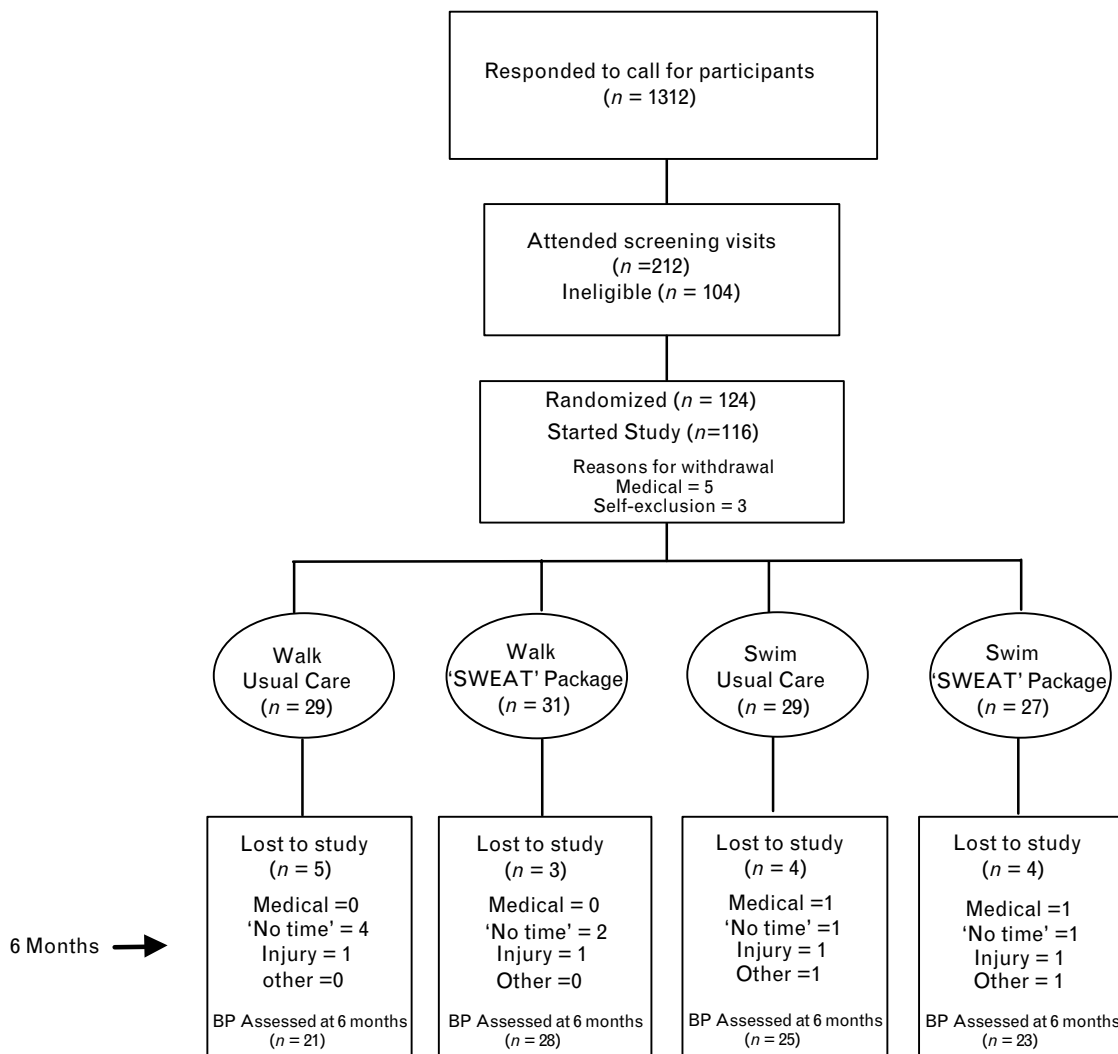 Responded to call for participants
(n = 1312)
Attended screening visits
(n =212)
Ineligible (n = 104)
Randomized (n = 124)
Started Study (n=116)
Reasons for withdrawal
Medical = 5
Self-exclusion = 3
Walk
Usual Care
(n = 29)
Walk
‘SWEAT’ Package
(n = 31)
Swim
Usual Care
(n = 29)
Swim
‘SWEAT’ Package
(n = 27)
6 Months
Lost to study
(n = 5)
Medical =0
‘No time’ = 4
Injury = 1
other =0
BP Assessed at 6 months
(n = 21)
Lost to study
(n = 3)
Medical = 0
‘No time’ = 2
Injury = 1
Other =0
BP Assessed at 6 months
(n = 28)
Lost to study
(n = 4)
Medical =1
‘No time’ =1
Injury = 1
Other =1
BP Assessed at 6 months
(n = 25)
Lost to study
(n = 4)
Medical =1
‘No time’ =1
Injury = 1
Other = 1
BP Assessed at 6 months
(n = 23)